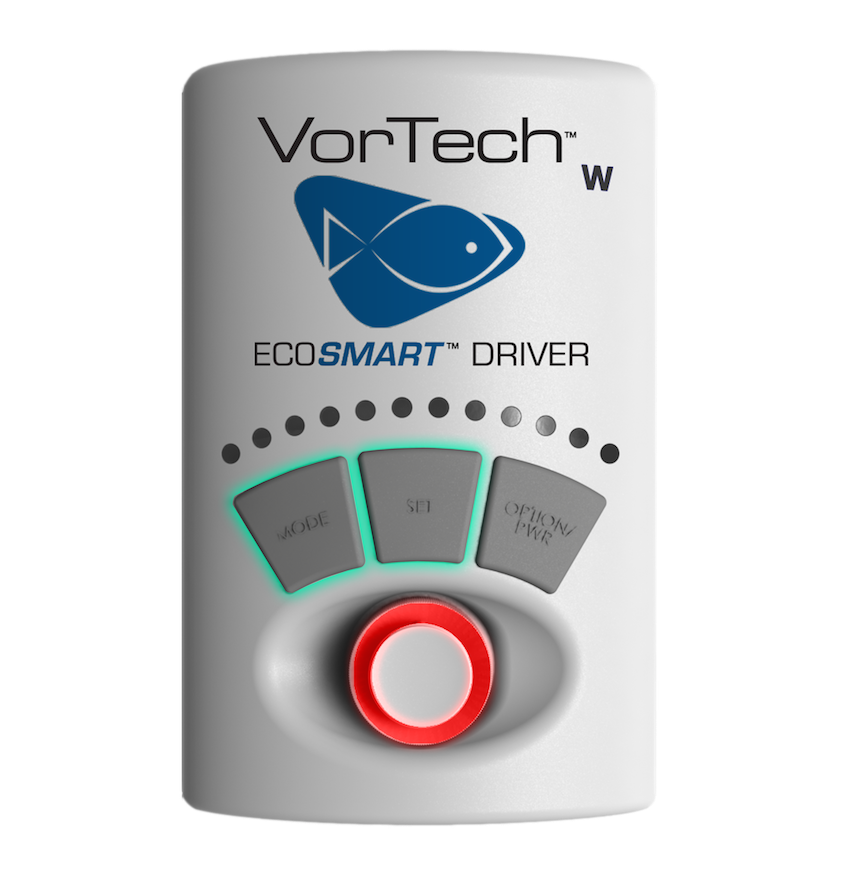 VorTech™
W
ECOSMART™ DRIVER
MODE
SET
OPTION/
PWR